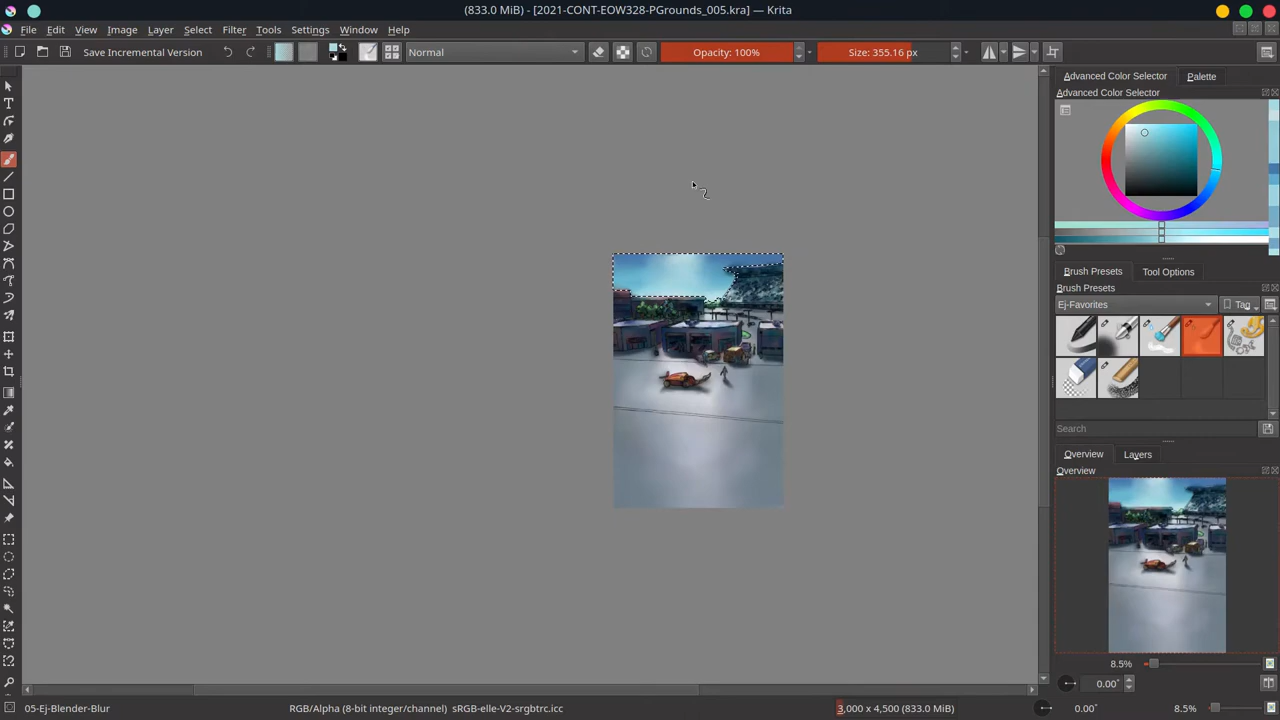 (833.0 MiB) - [2021-CONT-EOW328-PGrounds_005.kra] — Krita
File Edit View Image Layer Select Filter Tools Settings Window Help
Save Incremental Version Normal Opacity: 100% Size: 355.16 px
Advanced Color Selector Palette
Advanced Color Selector
Brush Presets Tool Options
Brush Presets
Ej-Favorites Tag
Search
Overview Layers
Overview
8.5%
0.00°
05-Ej-Blender-Blur RGB/Alpha (8-bit integer/channel) sRGB-elle-V2-srgbtrc.icc 3,000 x 4,500 (833.0 MiB) 0.00° 8.5%